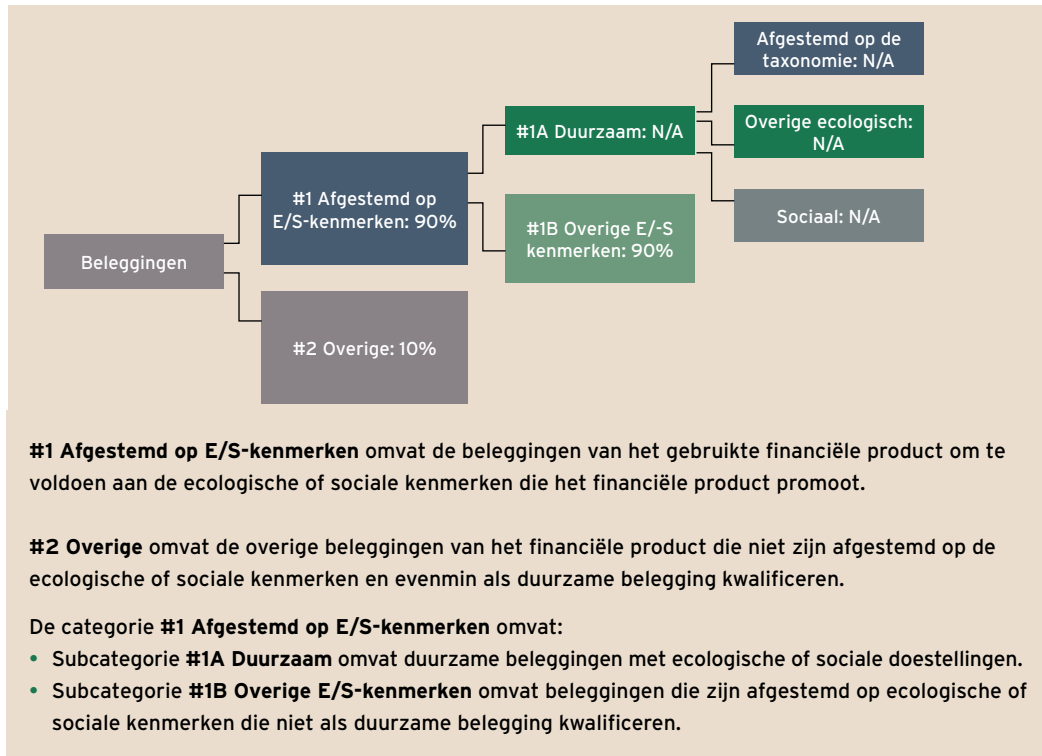 Afgestemd op de
taxonomie: N/A
#1A Duurzaam: N/A
Overige ecologisch:
N/A
#1 Afgestemd op
E/S-kenmerken: 90%
Sociaal: N/A
#1B Overige E/-S
kenmerken: 90%
Beleggingen
#2 Overige: 10%
#1 Afgestemd op E/S-kenmerken omvat de beleggingen van het gebruikte financiële product om te
voldoen aan de ecologische of sociale kenmerken die het financiële product promoot.
#2 Overige omvat de overige beleggingen van het financiële product die niet zijn afgestemd op de
ecologische of sociale kenmerken en evenmin als duurzame belegging kwalificeren.
De categorie #1 Afgestemd op E/S-kenmerken omvat:
• Subcategorie #1A Duurzaam omvat duurzame beleggingen met ecologische of sociale doestellingen.
• Subcategorie #1B Overige E/S-kenmerken omvat beleggingen die zijn afgestemd op ecologische of
sociale kenmerken die niet als duurzame belegging kwalificeren.